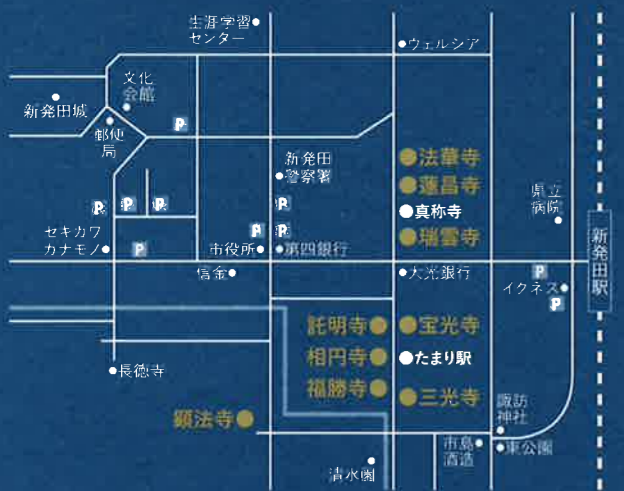 生涯学習
センター
ウェルシア
文化
会館
新発田城
郵便
局
P
新発田
警察署
法華寺
蓮昌寺
真称寺
瑞雲寺
県立
病院
P
P
P
P
P
P
セキカワ
カナモノ
P
市役所
P
第四銀行
新発田駅
信金
大光銀行
P
イクネス
P
託明寺
宝光寺
相円寺
たまり駅
福勝寺
三光寺
長徳寺
顕法寺
諏訪
神社
市島
酒造
東公園
清水園